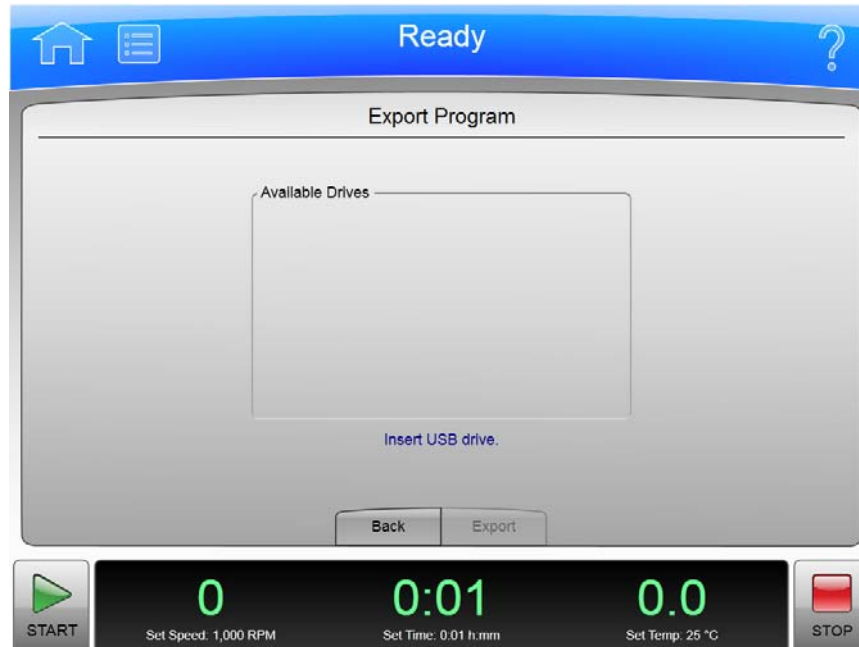 Ready
?
Export Program
Available Drives
Insert USB drive.
Back Export
START
0 0:01 0.0
Set Speed: 1,000 RPM Set Time: 0:01 h:mm Set Temp: 25 °C
STOP